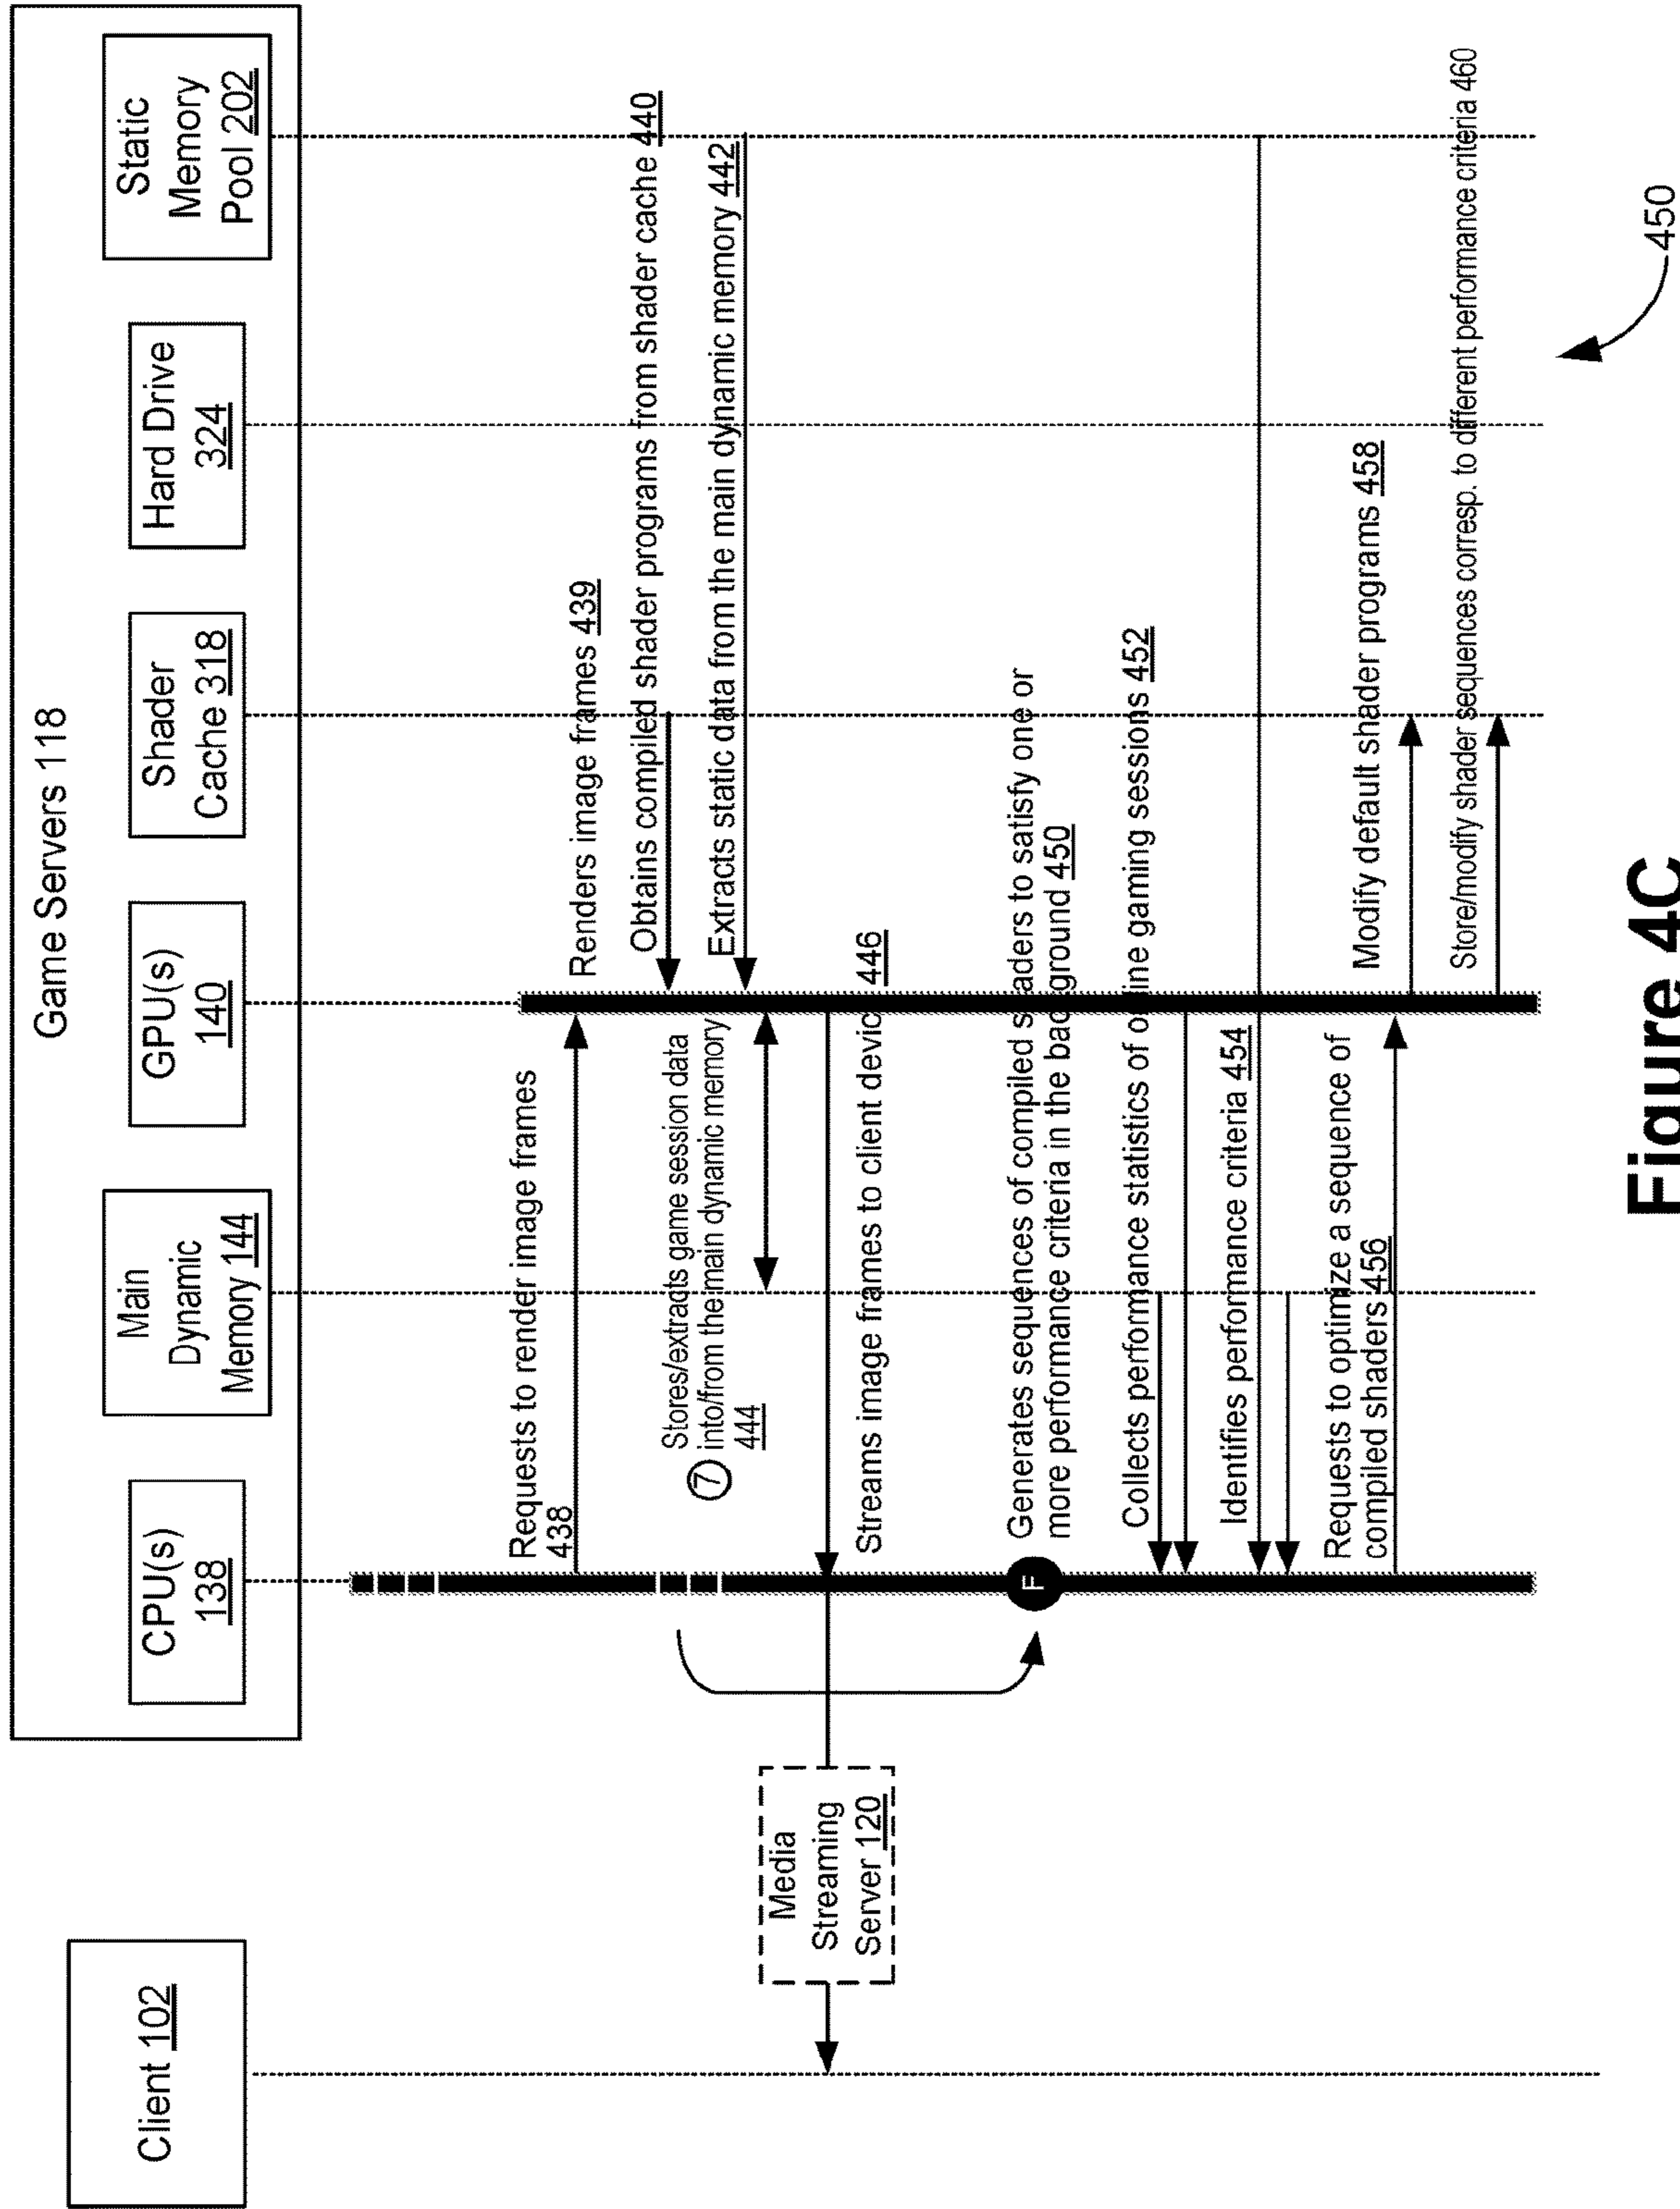 Game Servers 118
Client 102
CPU(s)
138
Main
Dynamic
Memory 144
GPU(s)
140
Shader
Cache 318
Hard Drive
324
Static
Memory
Pool 202
Requests to render image frames
438
Renders image frames 439
Obtains compiled shader programs from shader cache 440
Extracts static data from the main dynamic memory 442
Stores/extracts game session data
into/from the main dynamic memory
444
7
Media
Streaming
Server 120
Streams image frames to client devic 446
F
Generates sequences of compiled s aders to satisfy one or
more performance criteria in the bac ground 450
Collects performance statistics of o ine gaming sessions 452
Identifies performance criteria 454
Requests to optimize a sequence of
compiled shaders 456
Modify default shader programs 458
Store/modify shader sequences corresp. to different performance criteria 460
450
Figure 4C